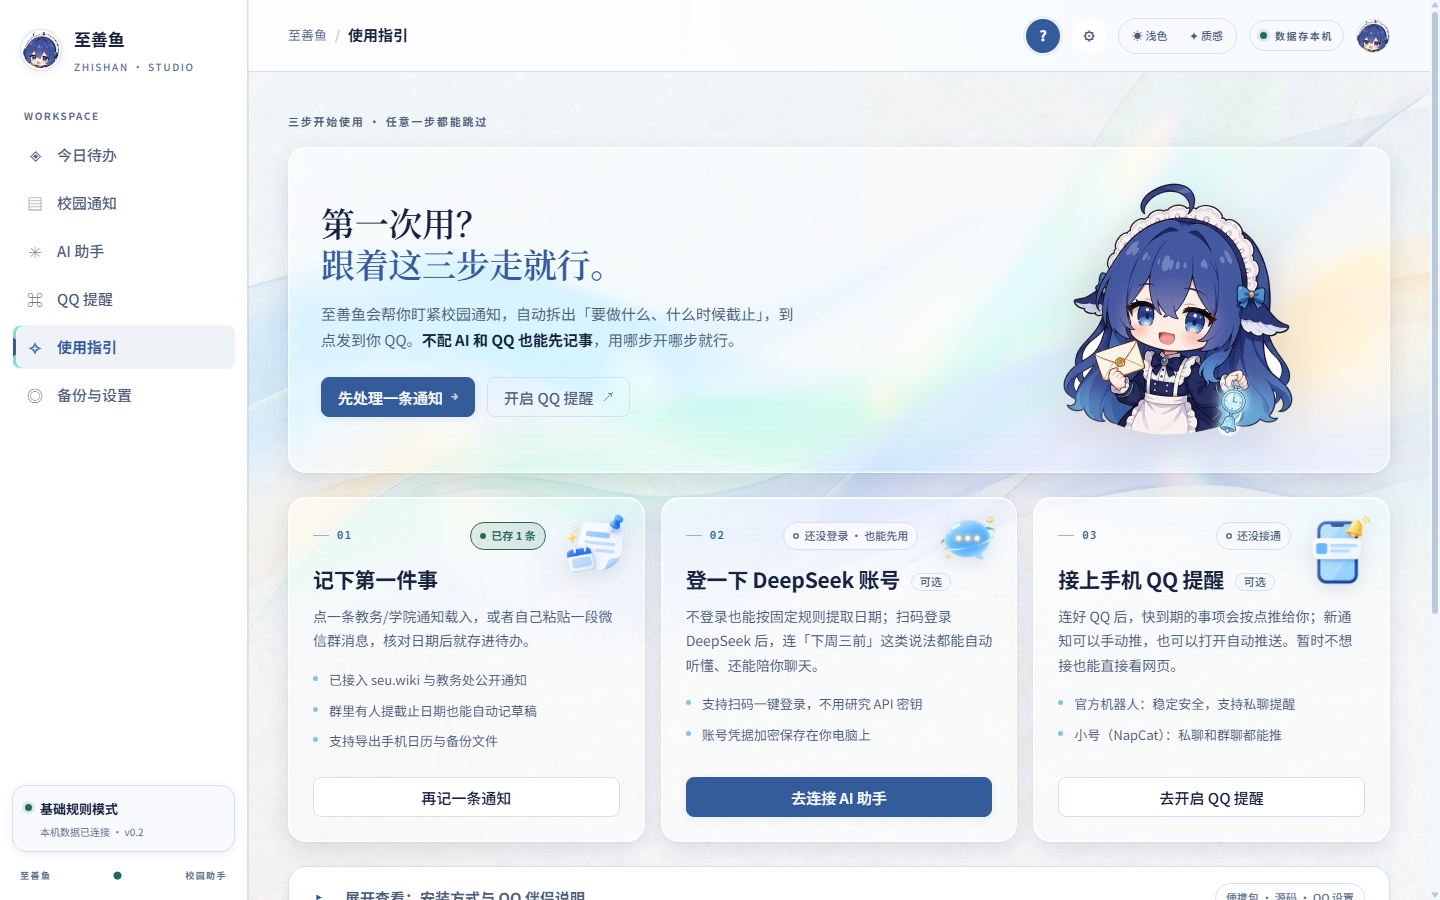 至善鱼
ZHISHAN • STUDIO
WORKSPACE
今日待办
校园通知
AI 助手
QQ 提醒
使用指引
备份与设置
基础规则模式
本机数据已连接 • v0.2
至善鱼
校园助手
至善鱼 / 使用指引
?
浅色
质感
数据存本机
三步开始使用 • 任意一步都能跳过
第一次用？
跟着这三步走就行。
至善鱼会帮你盯紧校园通知，自动拆出「要做什么、什么时候截止」，到
点发到你 QQ。不配 AI 和 QQ 也能先记事，用哪步开哪步就行。
先处理一条通知
开启 QQ 提醒
01
已存 1 条
记下第一件事
点一条教务/学院通知载入，或者自己粘贴一段微
信群消息，核对日期后就存进待办。
已接入 seu.wiki 与教务处公开通知
群里有人提截止日期也能自动记草稿
支持导出手机日历与备份文件
再记一条通知
02
还没登录 • 也能先用
登一下 DeepSeek 账号 可选
不登录也能按固定规则提取日期；扫码登录
DeepSeek 后，连「下周三前」这类说法都能自动
听懂、还能陪你聊天。
支持扫码一键登录，不用研究 API 密钥
账号凭据加密保存在你电脑上
去连接 AI 助手
03
还没接通
接上手机 QQ 提醒 可选
连好 QQ 后，快到期的事项会按点推给你；新通
知可以手动推，也可以打开自动推送。暂时不想
接也能直接看网页。
官方机器人：稳定安全，支持私聊提醒
小号（NapCat）：私聊和群聊都能推
去开启 QQ 提醒
展开查看：安装方式与 QQ 伴侣说明
便携包 • 源码 • QQ 设置